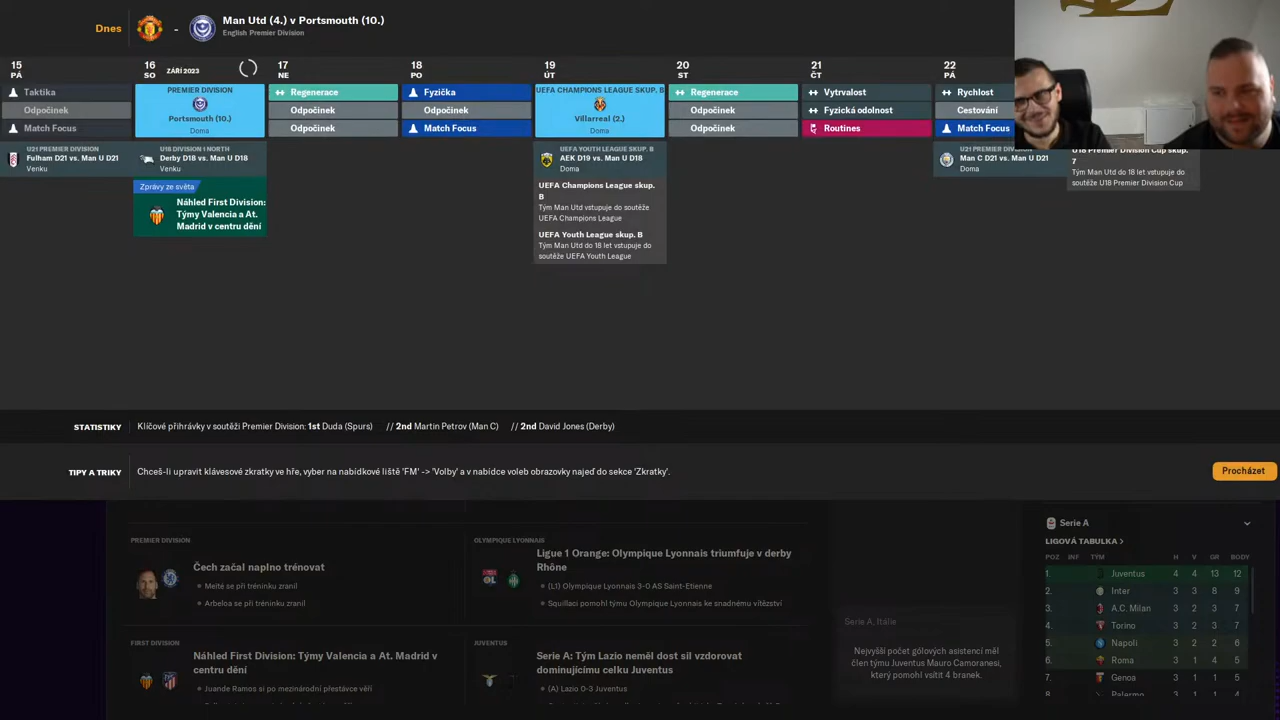 Dnes
Man Utd (4.) v Portsmouth (10.)
English Premier Division
15
PÁ
16
SO
ZÁŘÍ 2023
17
NE
18
PO
19
ÚT
20
ST
21
ČT
22
PÁ
Taktika
Odpočinek
Match Focus
PREMIER DIVISION
Portsmouth (10.)
Doma
Regenerace
Odpočinek
Odpočinek
Fyzička
Odpočinek
Match Focus
UEFA CHAMPIONS LEAGUE SKUP. B
Villarreal (2.)
Doma
Regenerace
Odpočinek
Odpočinek
Vytrvalost
Fyzická odolnost
Routines
Rychlost
Cestování
Match Focus
U21 PREMIER DIVISION
Fulham D21 vs. Man U D21
Venku
U18 DIVISION 1 NORTH
Derby D18 vs. Man U D18
Venku
Zprávy ze světa
Náhled First Division:
Týmy Valencia a At.
Madrid v centru dění
UEFA YOUTH LEAGUE SKUP. B
AEK D19 vs. Man U D18
Doma
UEFA Champions League skup.
B
Tým Man Utd vstupuje do soutěže
UEFA Champions League
UEFA Youth League skup. B
Tým Man Utd do 18 let vstupuje do
soutěže UEFA Youth League
U21 PREMIER DIVISION
Man C D21 vs. Man U D21
Doma
U18 Premier Division Cup skup.
7
Tým Man Utd do 18 let vstupuje do
soutěže U18 Premier Division Cup
STATISTIKY
Klíčové přihrávky v soutěži Premier Division: 1st Duda (Spurs) // 2nd Martin Petrov (Man C) // 2nd David Jones (Derby)
TIPY A TRIKY
Chceš-li upravit klávesové zkratky ve hře, vyber na nabídkové liště 'FM' -> 'Volby' a v nabídce voleb obrazovky najeď do sekce 'Zkratky'.
Procházet
PREMIER DIVISION
Čech začal naplno trénovat
Meité si při tréninku zranil
Arbeloa se při tréninku zranil
OLYMPIQUE LYONNAIS
Ligue 1 Orange: Olympique Lyonnais triumfuje v derby
Rhône
(L1) Olympique Lyonnais 3-0 AS Saint-Etienne
Squillaci pomohl týmu Olympique Lyonnais ke snadnému vítězství
FIRST DIVISION
Náhled First Division: Týmy Valencia a At. Madrid v
centru dění
Juande Ramos si po mezinárodní přestávce věří
JUVENTUS
Serie A: Tým Lazio neměl dost sil vzdorovat
dominujícímu celku Juventus
(A) Lazio 0-3 Juventus
Serie A, Itálie
Nejvyšší počet gólových asistencí měl
člen týmu Juventus Mauro Camoranesi,
který pomohl vsítit 4 branek.
Serie A
LIGOVÁ TABULKA >
POZ INF TÝM H V GR BODY
1. Juventus 4 4 13 12
2. Inter 3 3 8 9
3. A.C. Milan 3 2 3 7
4. Torino 3 2 3 7
5. Napoli 3 2 2 6
6. Roma 3 1 4 5
7. Genoa 3 1 1 5
8. Palermo 3 1 1 4